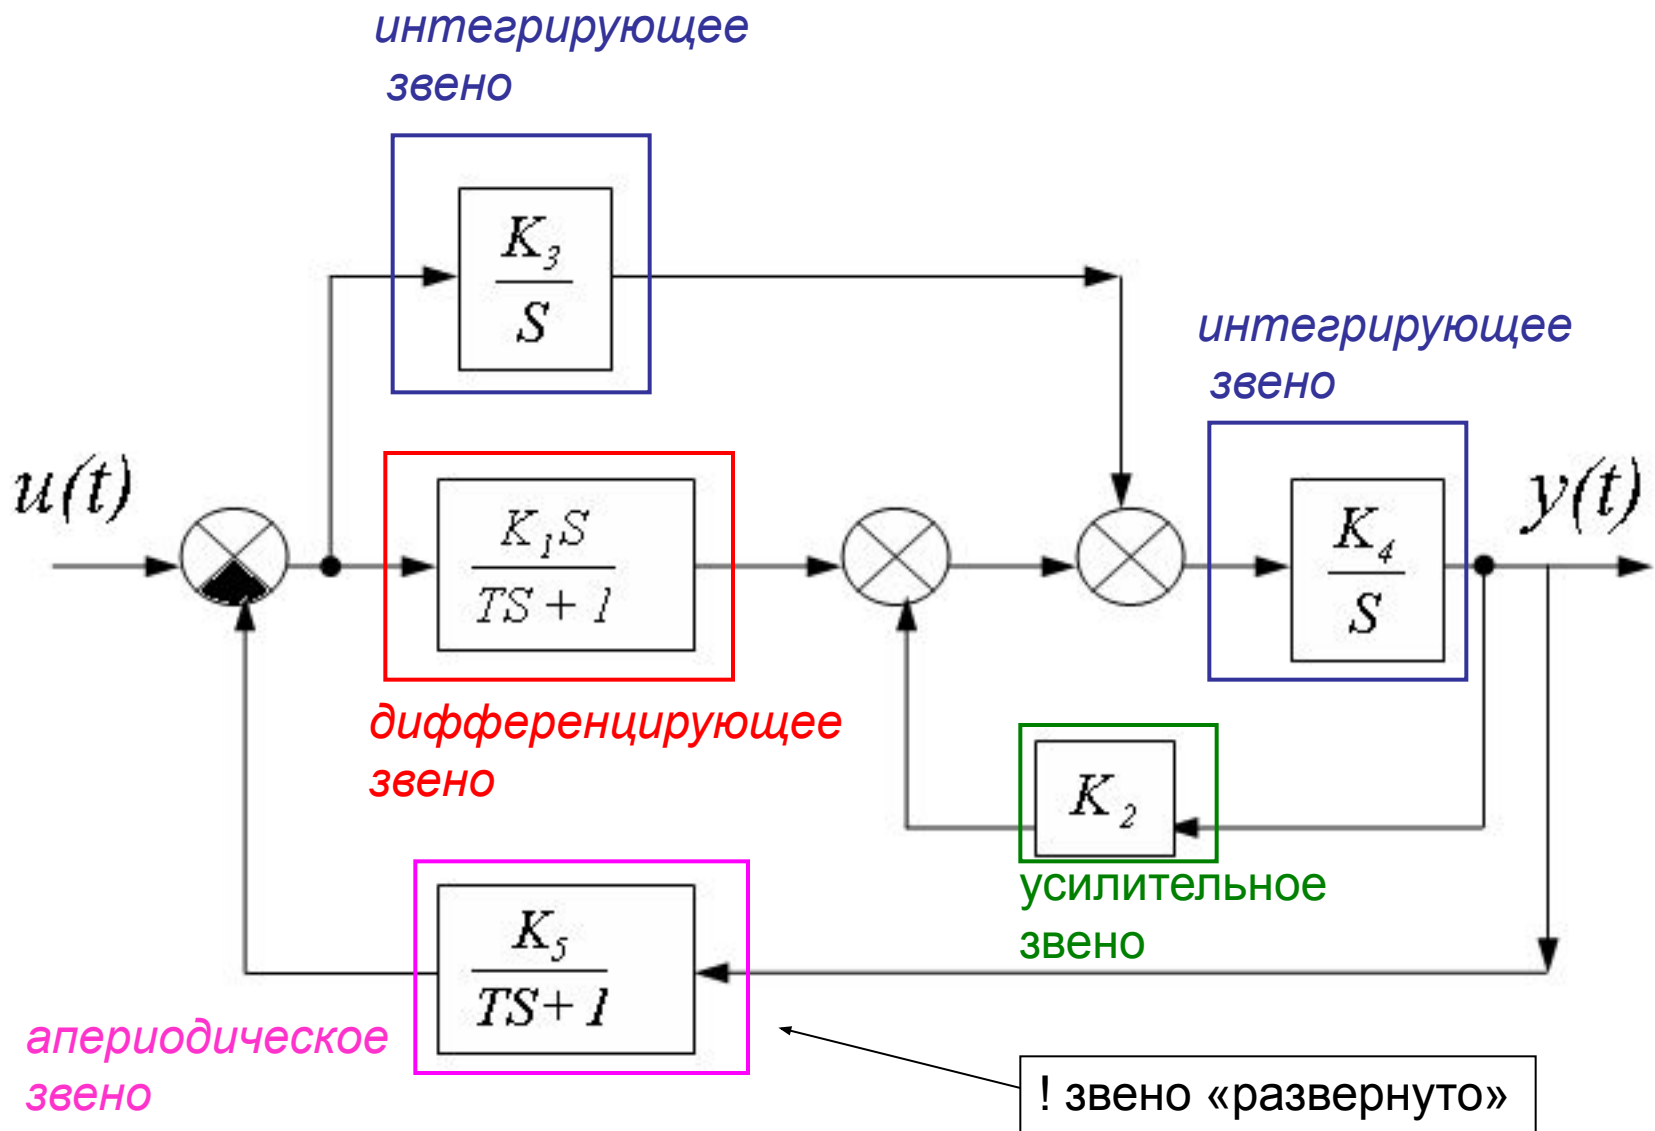 интегрирующее
звено
K₃
S
интегрирующее
звено
u(t)
K₁S
TS + 1
K₄
S
y(t)
дифференцирующее
звено
K₂
усилительное
звено
K₅
TS + 1
апериодическое
звено
! звено «развернуто»